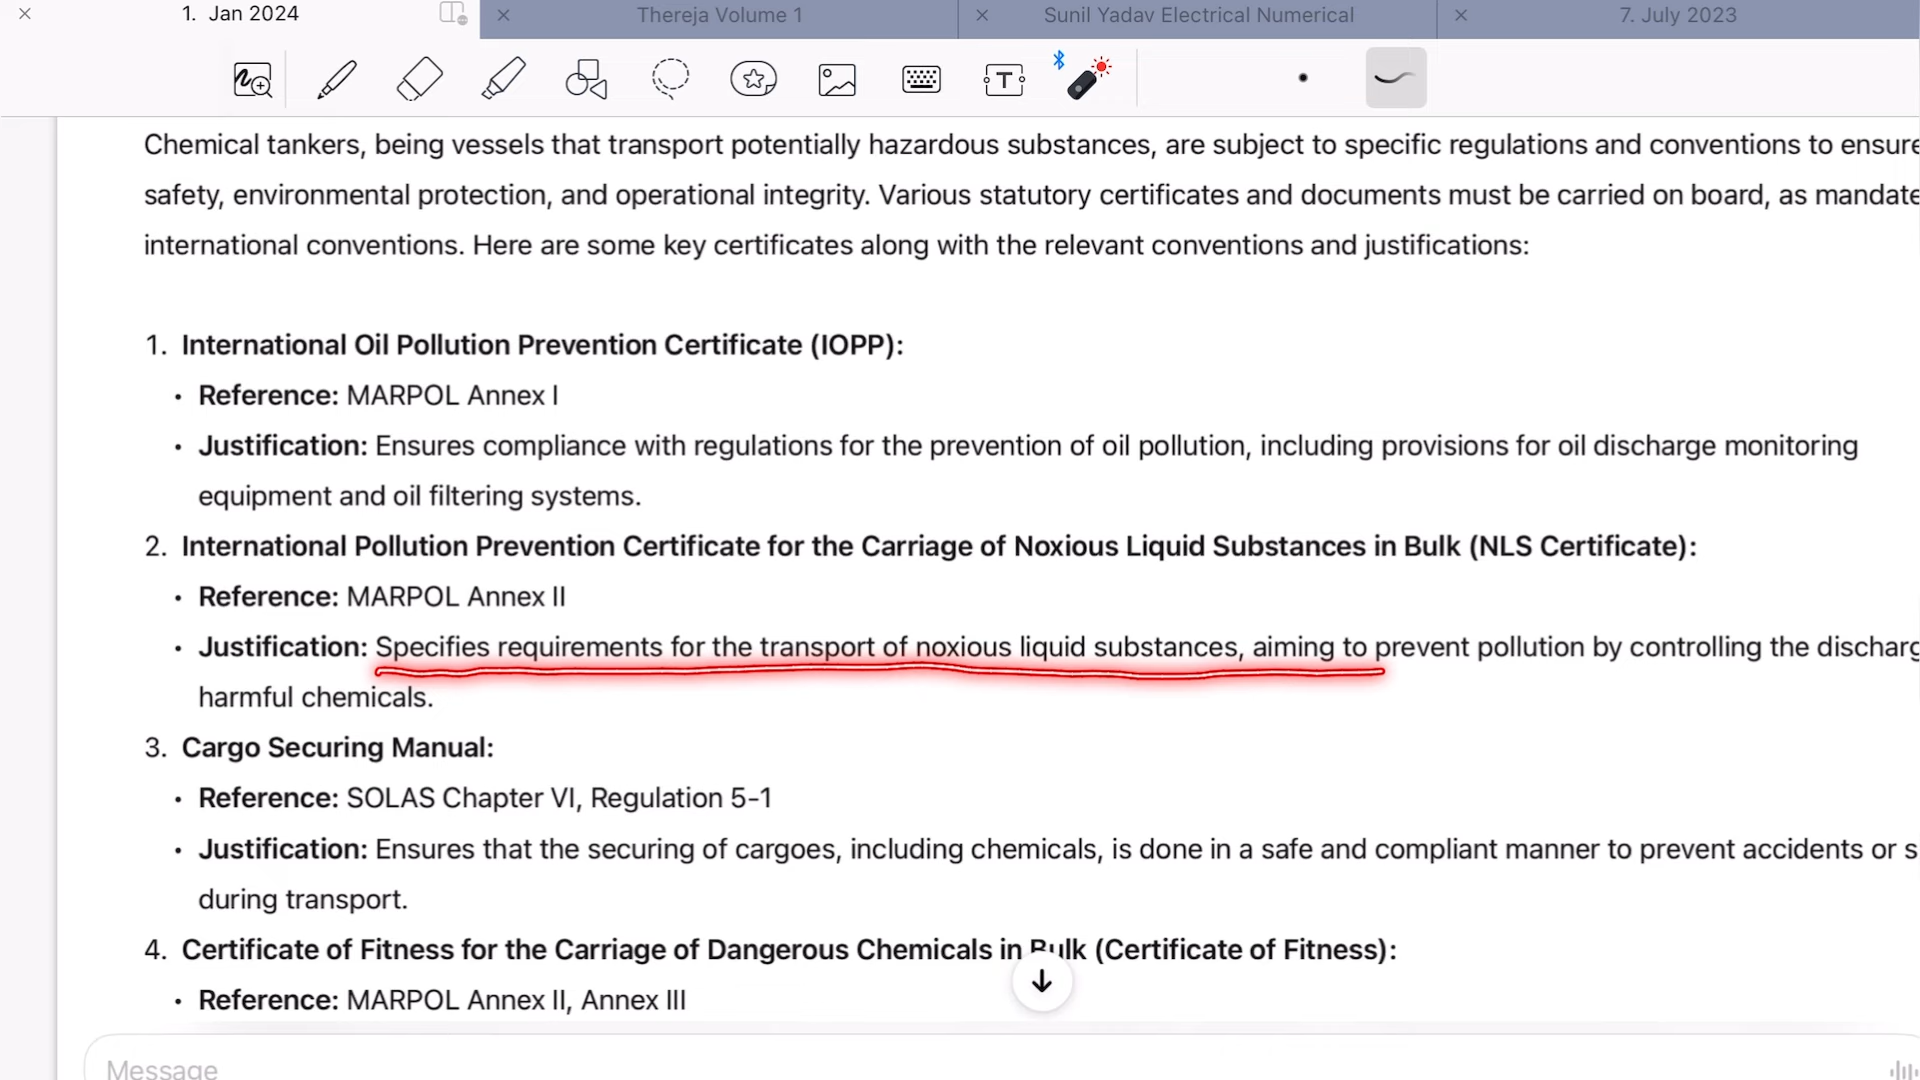 1. Jan 2024
Thereja Volume 1
Sunil Yadav Electrical Numerical
7. July 2023
T
Chemical tankers, being vessels that transport potentially hazardous substances, are subject to specific regulations and conventions to ensure
safety, environmental protection, and operational integrity. Various statutory certificates and documents must be carried on board, as mandate
international conventions. Here are some key certificates along with the relevant conventions and justifications:
1. International Oil Pollution Prevention Certificate (IOPP):
• Reference: MARPOL Annex I
• Justification: Ensures compliance with regulations for the prevention of oil pollution, including provisions for oil discharge monitoring
equipment and oil filtering systems.
2. International Pollution Prevention Certificate for the Carriage of Noxious Liquid Substances in Bulk (NLS Certificate):
• Reference: MARPOL Annex II
• Justification: Specifies requirements for the transport of noxious liquid substances, aiming to prevent pollution by controlling the discharg
harmful chemicals.
3. Cargo Securing Manual:
• Reference: SOLAS Chapter VI, Regulation 5-1
• Justification: Ensures that the securing of cargoes, including chemicals, is done in a safe and compliant manner to prevent accidents or s
during transport.
4. Certificate of Fitness for the Carriage of Dangerous Chemicals in Bulk (Certificate of Fitness):
• Reference: MARPOL Annex II, Annex III
Message